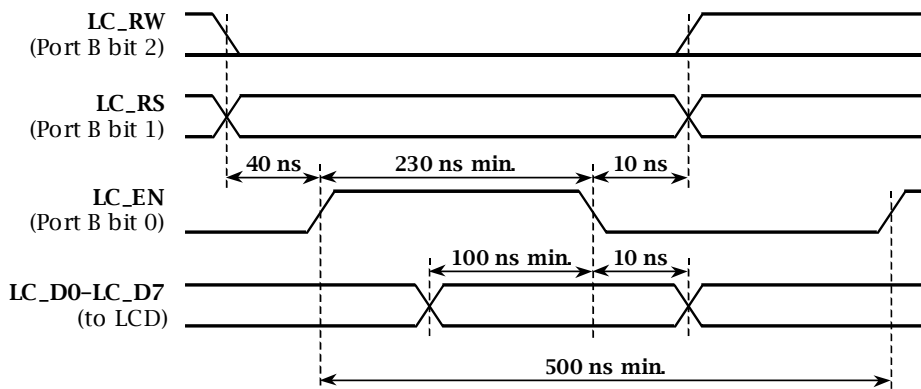 LC_RW
(Port B bit 2)
LC_RS
(Port B bit 1)
40 ns
230 ns min.
10 ns
LC_EN
(Port B bit 0)
100 ns min.
10 ns
LC_D0–LC_D7
(to LCD)
500 ns min.